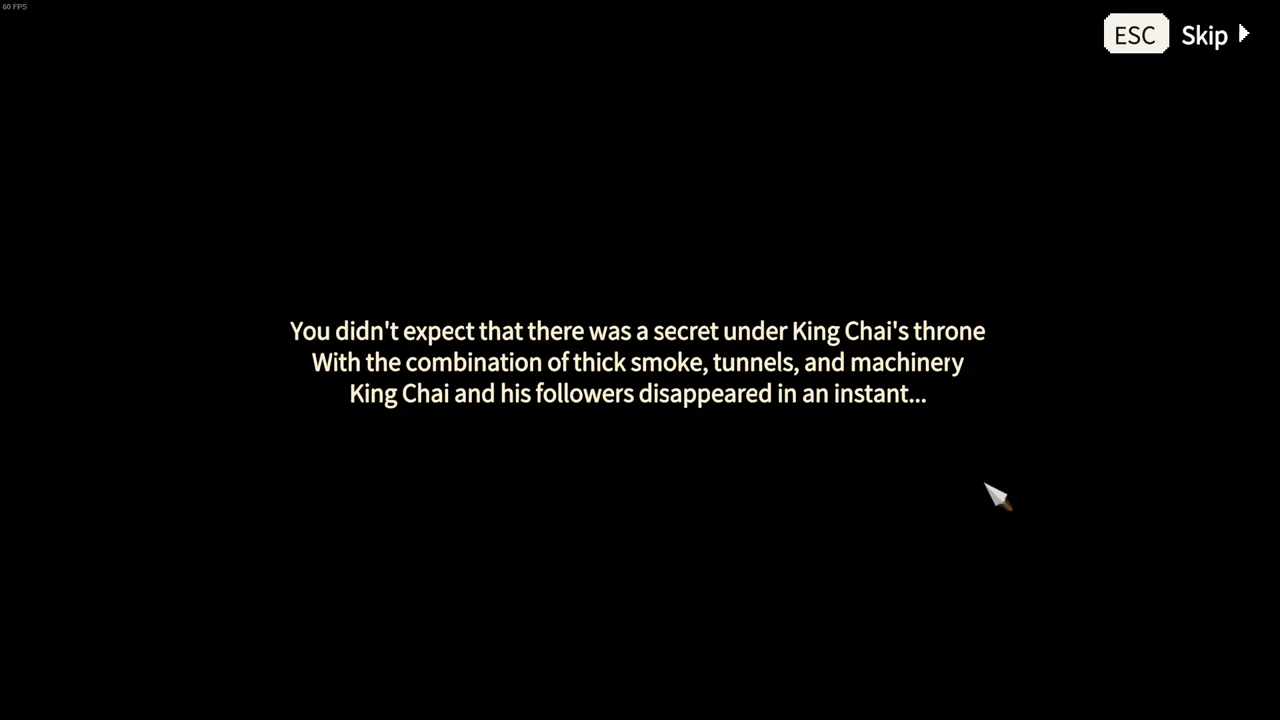 60 FPS
ESC Skip
You didn't expect that there was a secret under King Chai's throne
With the combination of thick smoke, tunnels, and machinery
King Chai and his followers disappeared in an instant...